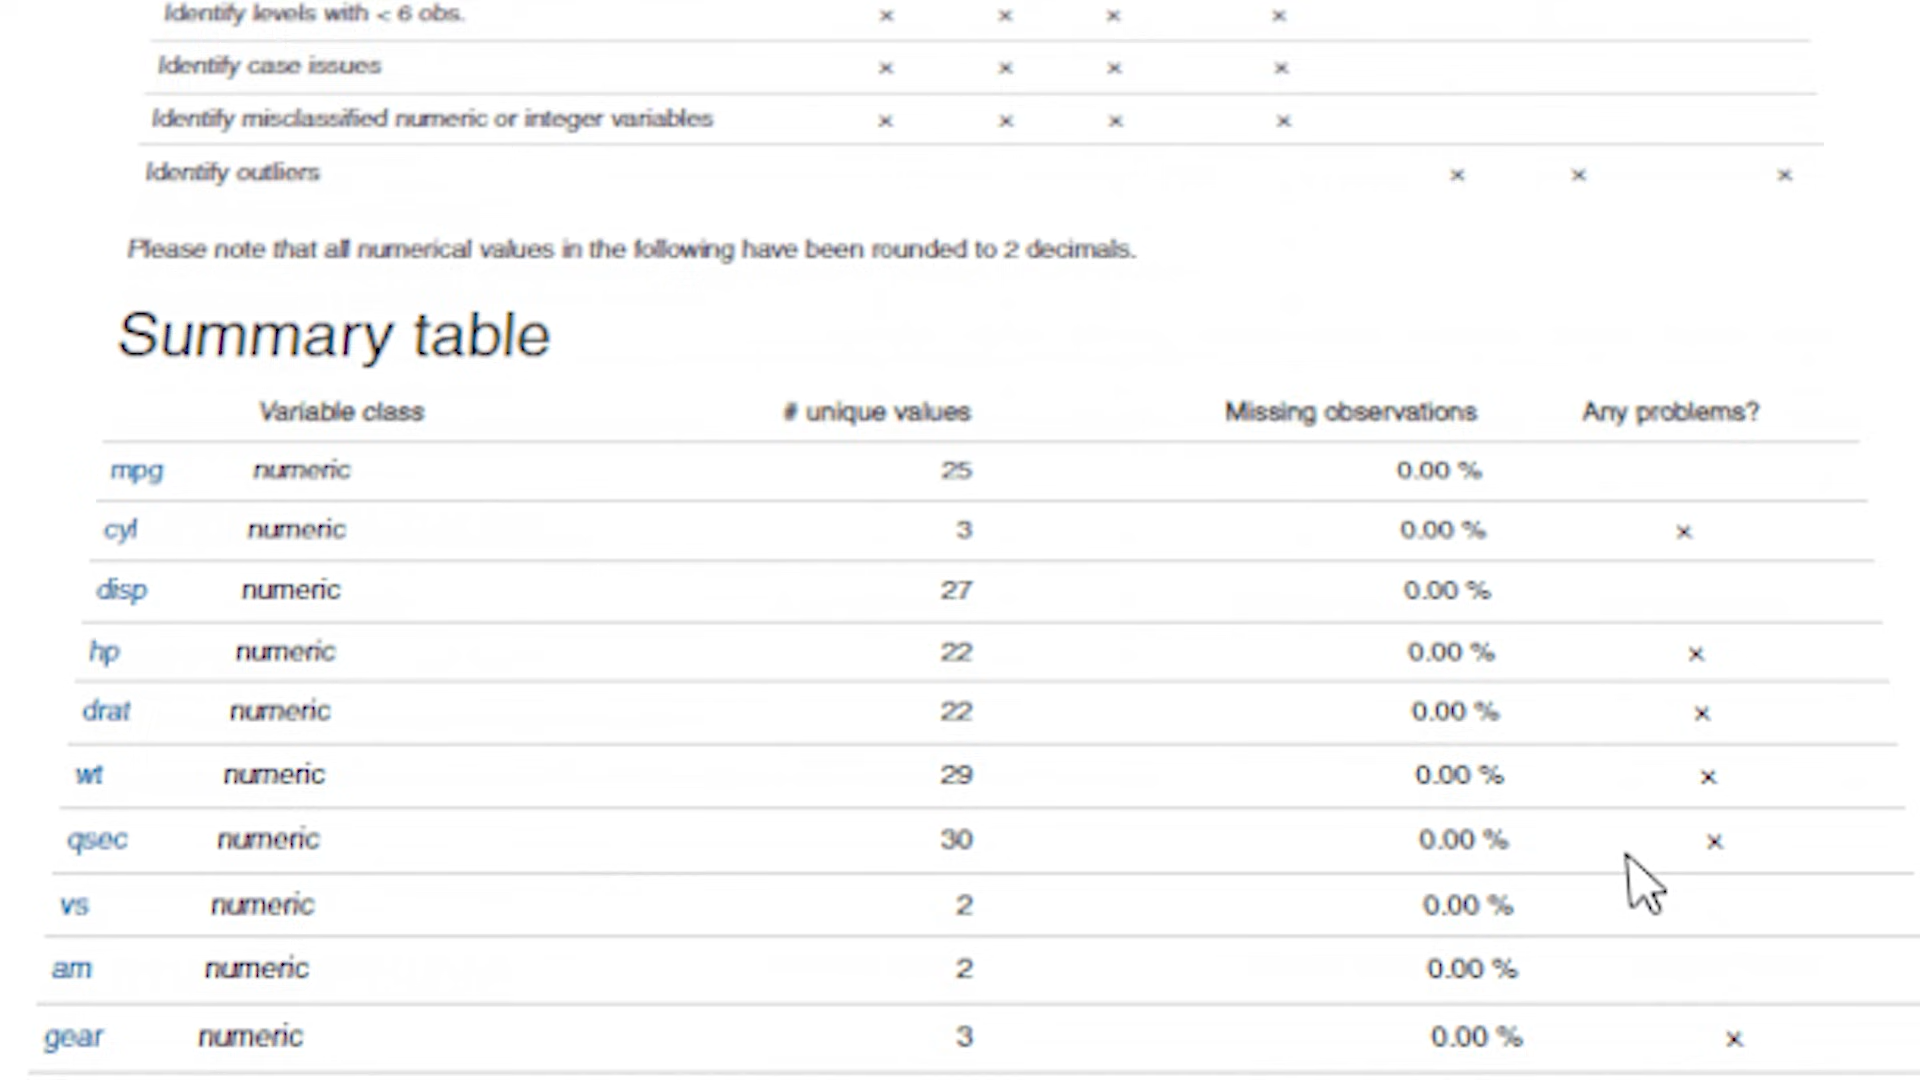 Identify levels with < 6 obs. × × × ×
Identify case issues × × × ×
Identify misclassified numeric or integer variables × × × ×
Identify outliers × × ×
Please note that all numerical values in the following have been rounded to 2 decimals.
Summary table
Variable class # unique values Missing observations Any problems?
mpg numeric 25 0.00 %
cyl numeric 3 0.00 % ×
disp numeric 27 0.00 %
hp numeric 22 0.00 % ×
drat numeric 22 0.00 % ×
wt numeric 29 0.00 % ×
qsec numeric 30 0.00 % ×
vs numeric 2 0.00 %
am numeric 2 0.00 %
gear numeric 3 0.00 % ×